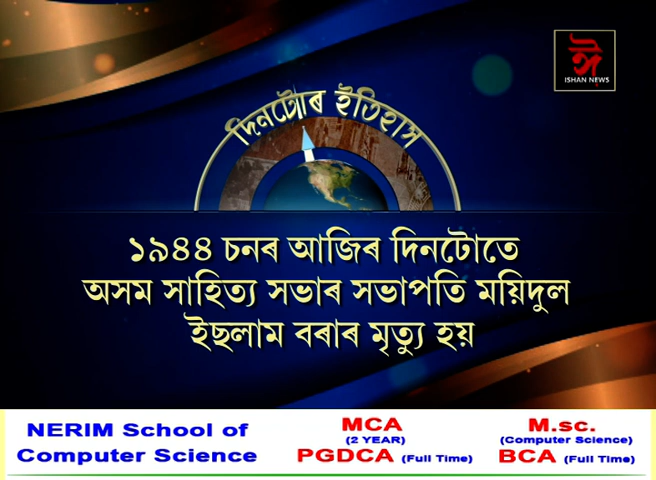 ঈ
ISHAN NEWS
দিনটোৰ ইতিহাস
১৯৪৪ চনৰ আজিৰ দিনটোতে
অসম সাহিত্য সভাৰ সভাপতি ময়িদুল
ইছলাম বৰাৰ মৃত্যু হয়
NERIM School of
Computer Science
MCA
(2 YEAR)
PGDCA (Full Time)
M.sc.
(Computer Science)
BCA (Full Time)